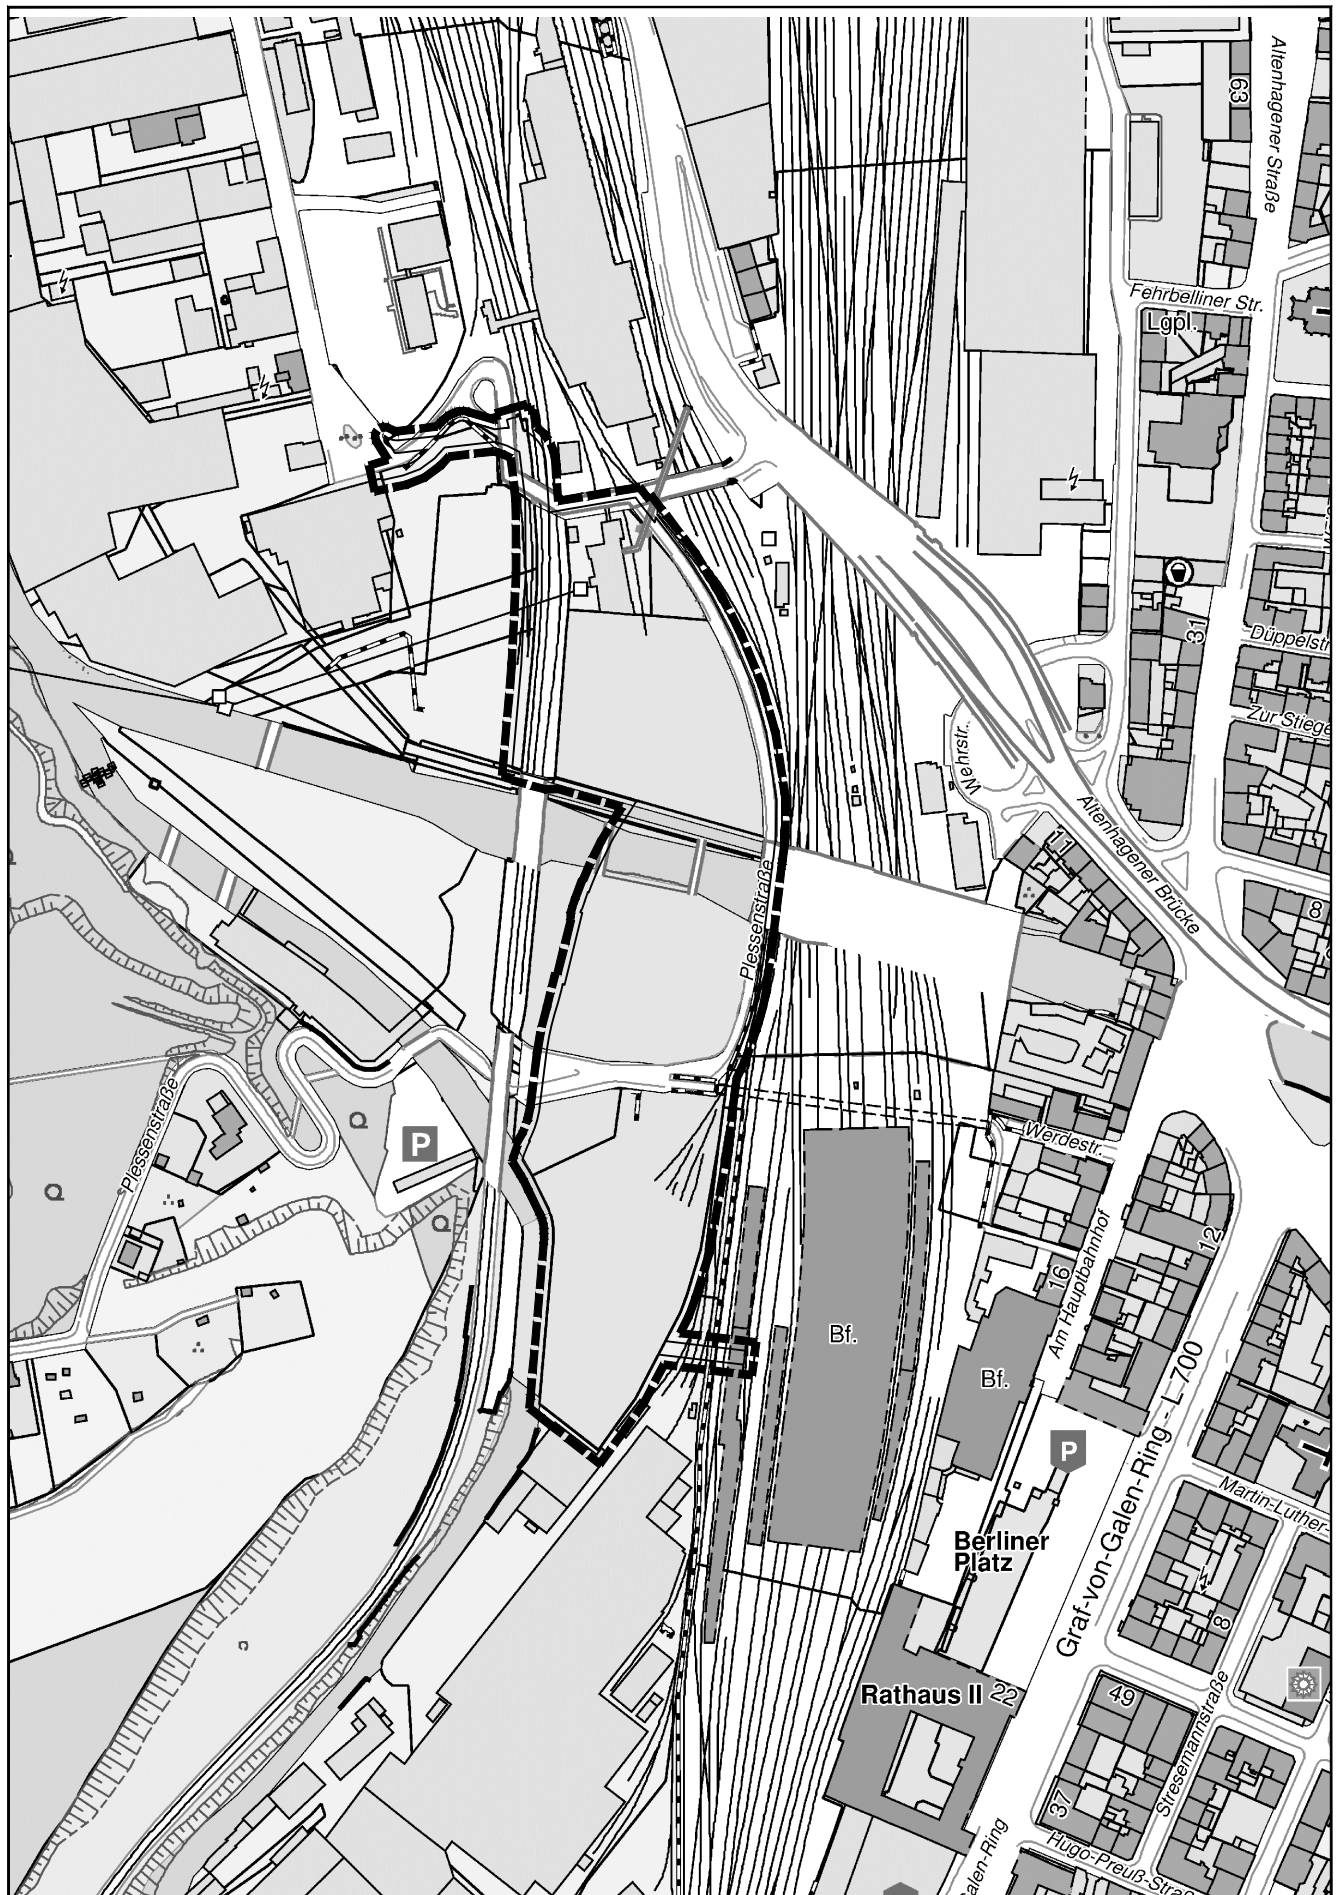 63
Altenhagener Straße
Fehrbelliner Str.
Lgpl.
31
Düppelstr
Zur Stiege
Wehrstr.
Altenhagener Brücke
11
8
Plessenstraße
Plessenstraße
P
Werdestr.
12
16
Am Hauptbahnhof
Bf.
Bf.
P
Graf-von-Galen-Ring - L 700
Martin-Luther-
Berliner
Platz
8
Rathaus II 22
49
Stresemannstraße
37
Hugo-Preuß-Straß
alen-Ring